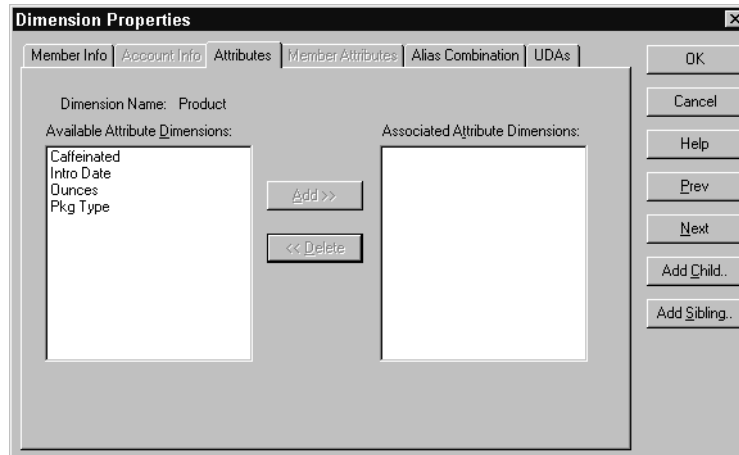 Dimension Properties
Member Info Account Info Attributes Member Attributes Alias Combination UDAs
Dimension Name: Product
Available Attribute Dimensions:
Caffeinated
Intro Date
Ounces
Pkg Type
Add >>
<< Delete
Associated Attribute Dimensions:
OK
Cancel
Help
Prev
Next
Add Child..
Add Sibling..